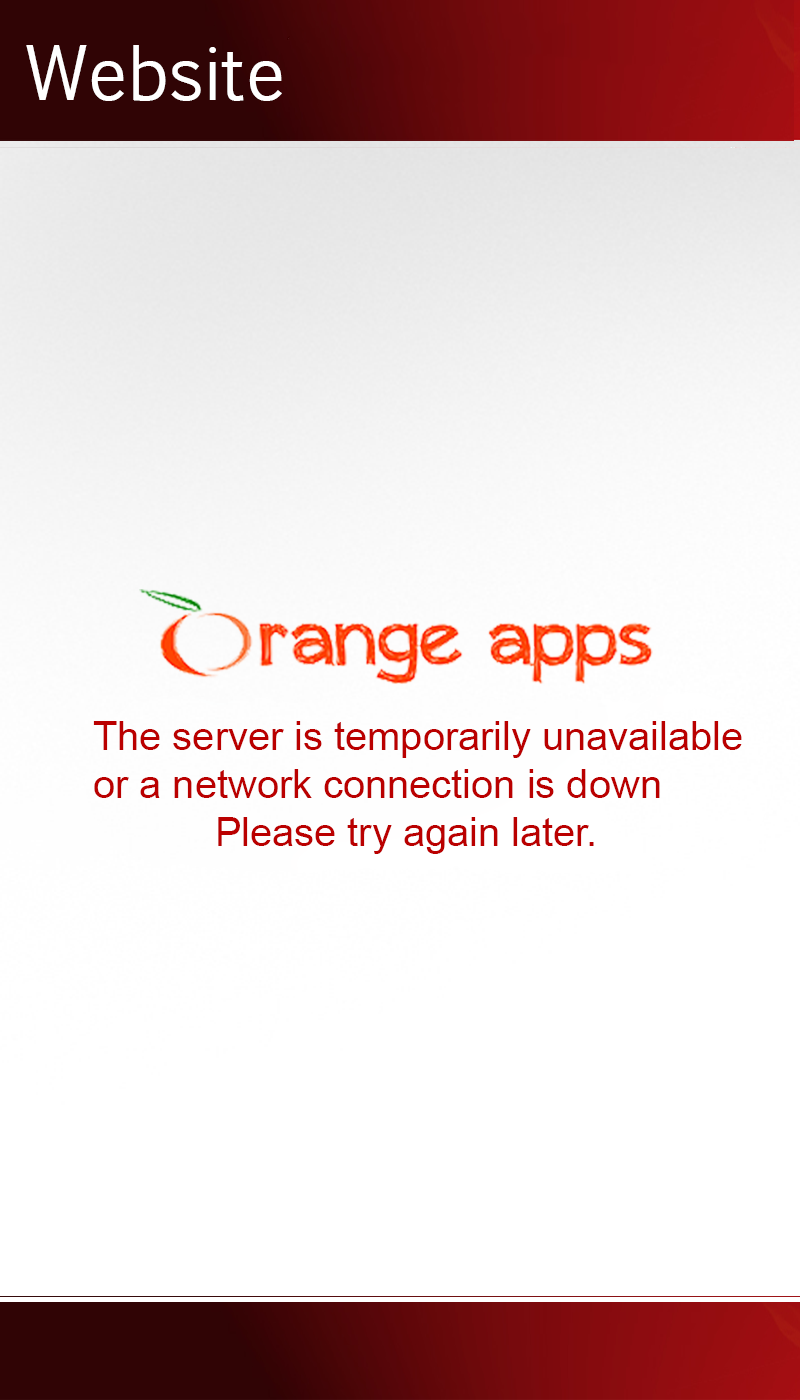 Website
Orange apps
The server is temporarily unavailable
or a network connection is down
Please try again later.